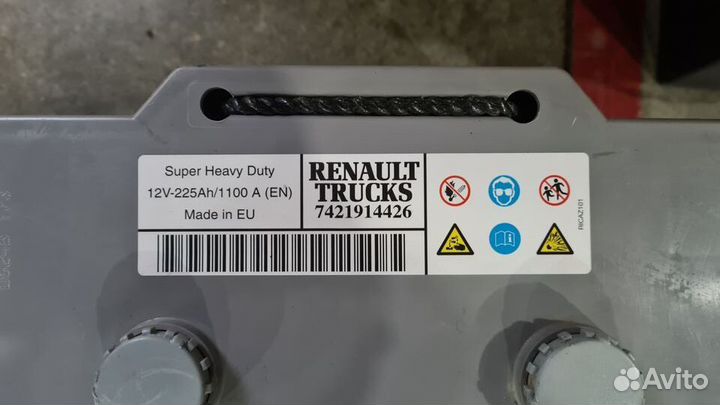 Super Heavy Duty
12V-225Ah/1100 A (EN)
Made in EU
RENAULT
TRUCKS
7421914426
RICAZ101
Avito